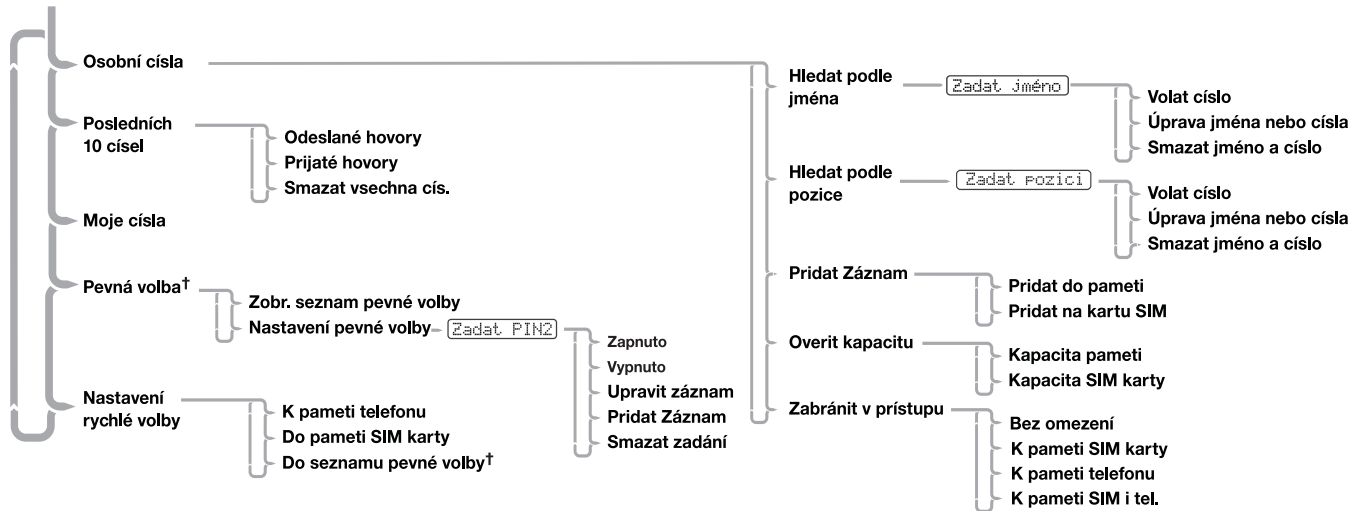 Osobní císla
Posledních
10 císel
Odeslané hovory
Prijaté hovory
Smazat vsechna cís.
Moje císla
Pevná volba†
Zobr. seznam pevné volby
Nastavení pevné volby
Zadat PIN2
Zapnuto
Vypnuto
Upravit záznam
Pridat Záznam
Smazat zadání
Nastavení
rychlé volby
K pameti telefonu
Do pameti SIM karty
Do seznamu pevné volby†
Hledat podle
jména
Zadat jméno
Volat císlo
Úprava jména nebo císla
Smazat jméno a císlo
Hledat podle
pozice
Zadat pozici
Volat císlo
Úprava jména nebo císla
Smazat jméno a císlo
Pridat Záznam
Pridat do pameti
Pridat na kartu SIM
Overit kapacitu
Kapacita pameti
Kapacita SIM karty
Zabránit v prístupu
Bez omezení
K pameti SIM karty
K pameti telefonu
K pameti SIM i tel.